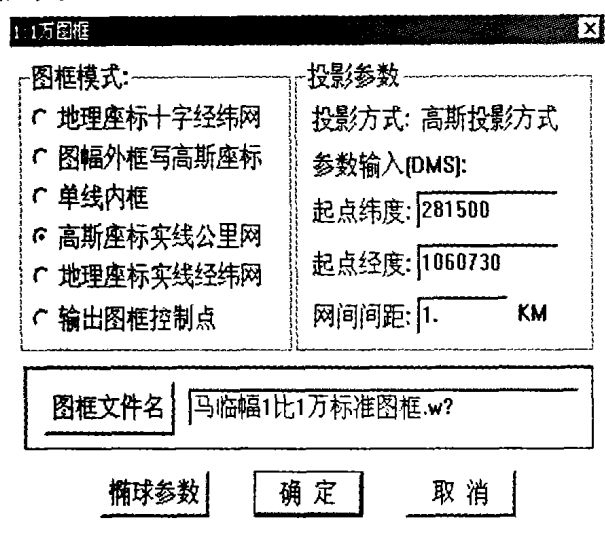 1:1万图框
图框模式:
地理座标十字经纬网
图幅外框写高斯座标
单线内框
高斯座标实线公里网
地理座标实线经纬网
输出图框控制点
投影参数
投影方式: 高斯投影方式
参数输入(DMS):
起点纬度: 281500
起点经度: 1060730
网间间距: 1. KM
图框文件名 马临幅1比1万标准图框.w?
椭球参数 确定 取消